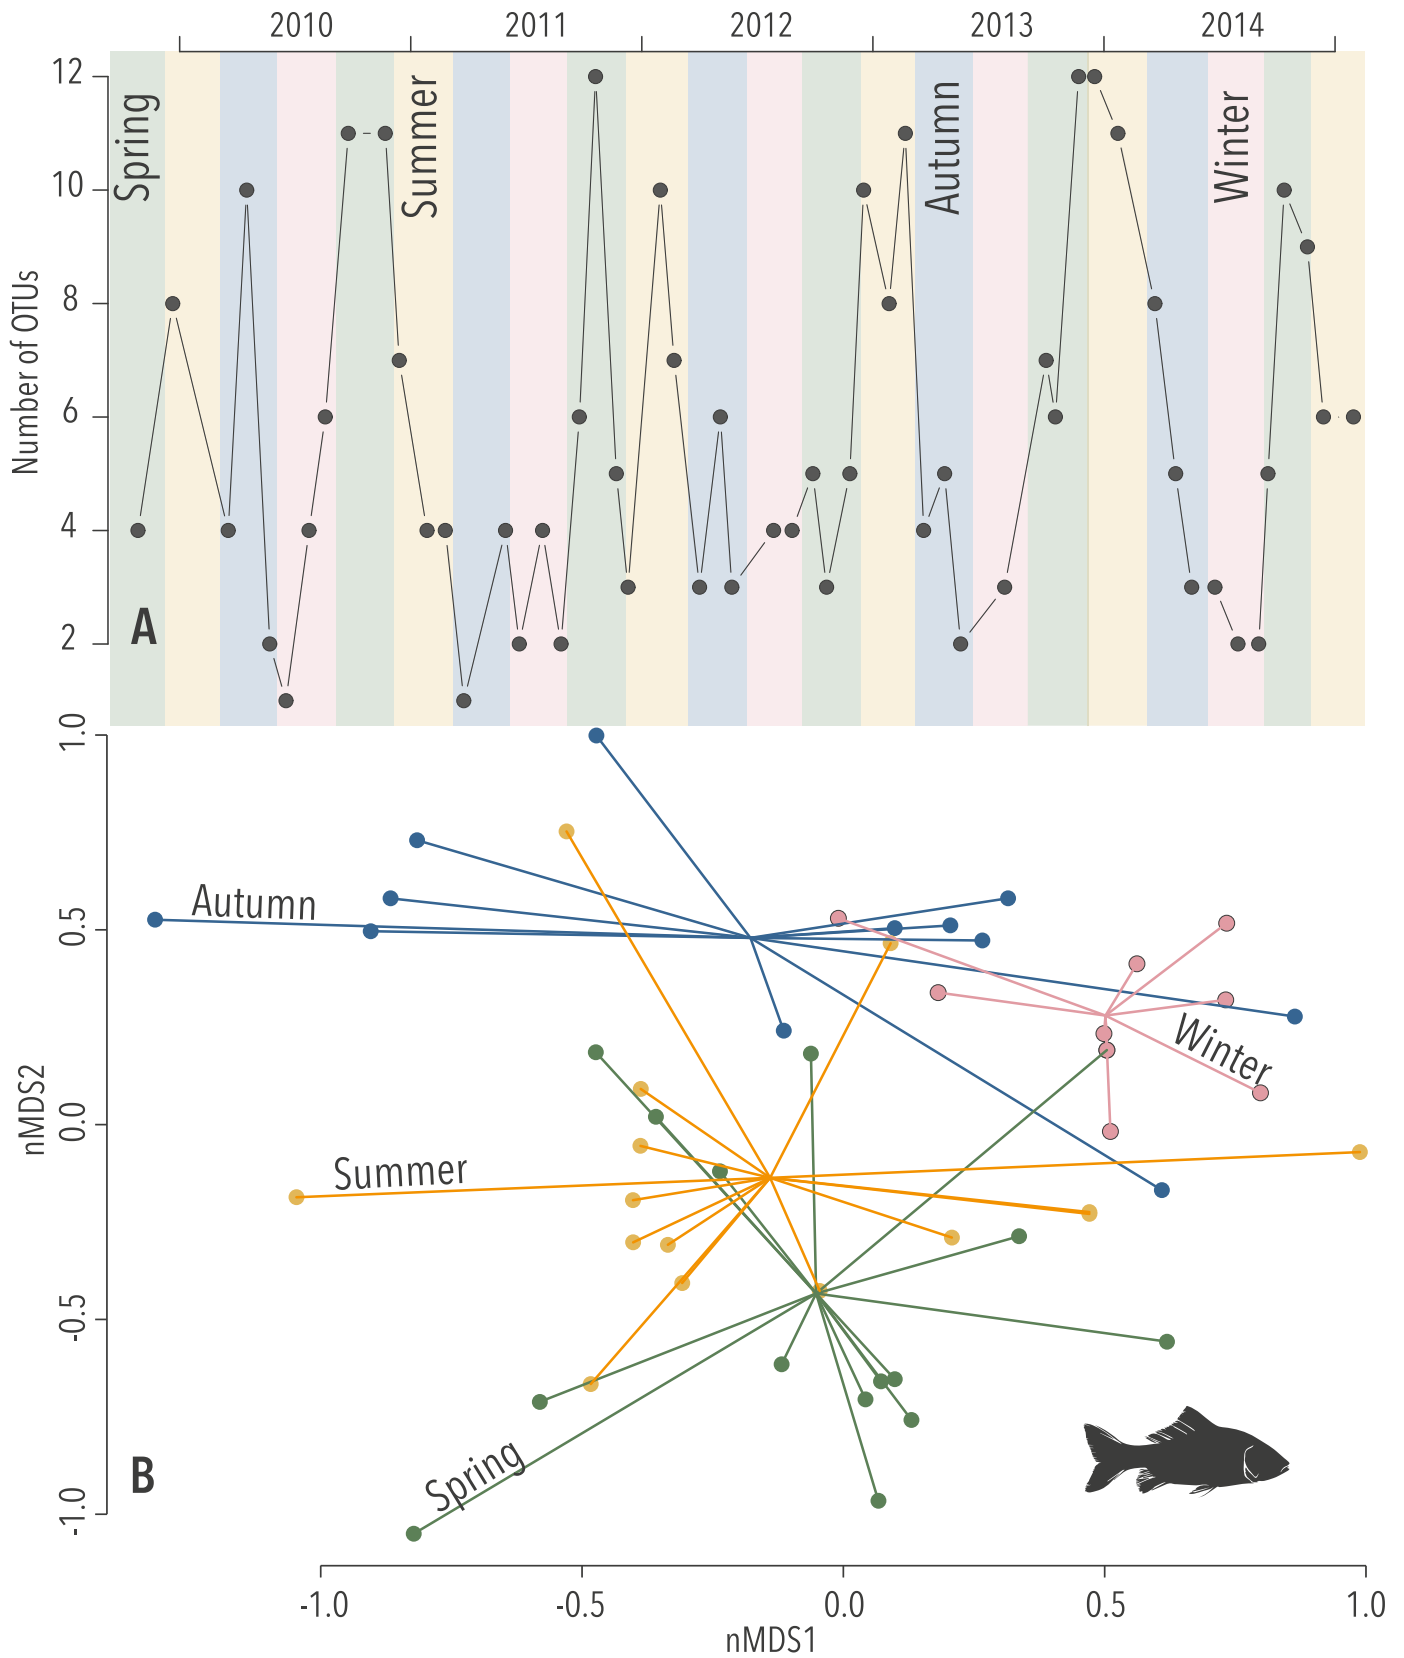 2010 2011 2012 2013 2014
12
10
8
6
4
2
Number of OTUs
Spring
Summer
Autumn
Winter
A
1.0
0.5
0.0
-0.5
-1.0
nMDS2
Autumn
Winter
Summer
Spring
B
-1.0 -0.5 0.0 0.5 1.0
nMDS1